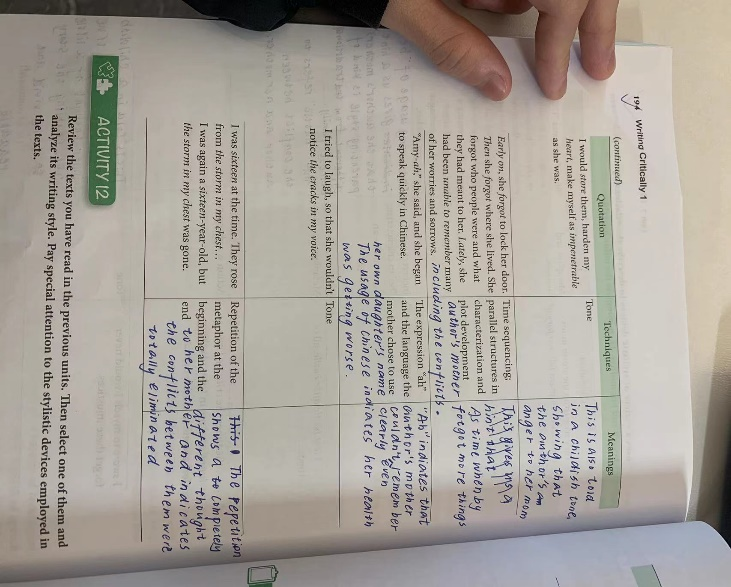 194 Writing Critically 1
(continued)
Quotation Techniques Meanings
I would store them, harden my
heart, make myself as impenetrable
as she was.
Tone
This is also told
in a childish tone,
showing that
the author's am
anger to her mom
Early on, she forgot to lock her door.
Then she forgot where she lived. She
forgot who people were and what
they had meant to her. Lately, she
had been unable to remember many
of her worries and sorrows.
Time sequencing;
parallel structures in
characterization and
plot development
author's mother
including the conflicts.
This gives us a
hint that
As time when by
forgot more things
"Amy-ah," she said, and she began
to speak quickly in Chinese.
The expression "ah"
and the language the
mother chose to use
her own daughter's name
The usage of Chinese indiates her health
was getting worse.
"Ah" indicates that
author's mother
couldn't remember
clearly even
I tried to laugh, so that she wouldn't
notice the cracks in my voice.
Tone
I was sixteen at the time. They rose
from the storm in my chest…
I was again a sixteen-year-old, but
the storm in my chest was gone.
Repetition of the
metaphor at the
beginning and the
end
This The repetition
shows a to completely
different thought
to her mother and indicates
the conflicts between them were
totally eliminated
ACTIVITY 12
Review the texts you have read in the previous units. Then select one of them and
analyze its writing style. Pay special attention to the stylistic devices employed in
the texts.